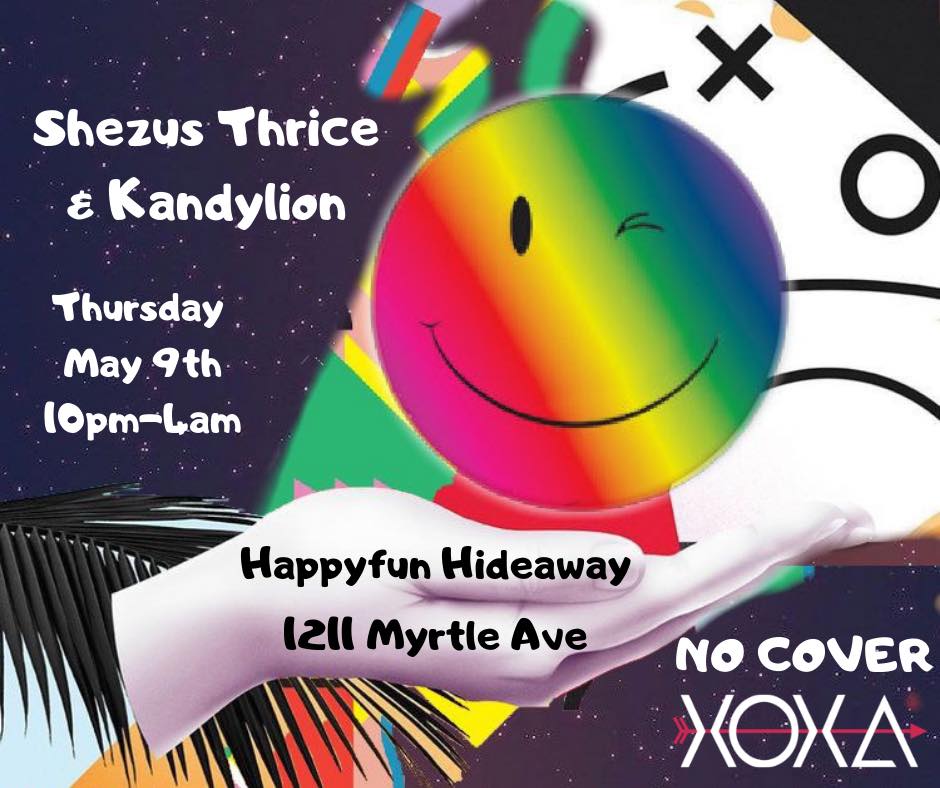 Shezus Thrice
& Kandylion
Thursday
May 9th
10pm-4am
Happyfun Hideaway
1211 Myrtle Ave
NO COVER
XOXA